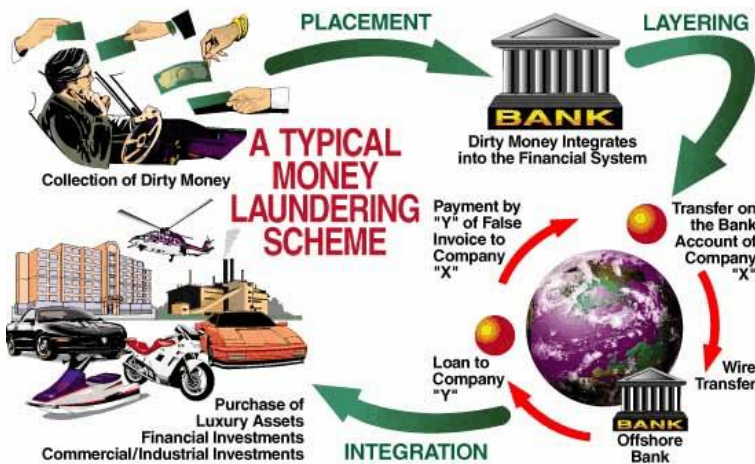 PLACEMENT
LAYERING
BANK
Dirty Money Integrates
into the Financial System
Collection of Dirty Money
A TYPICAL
MONEY
LAUNDERING
SCHEME
Payment by
"Y" of False
Invoice to
Company
"X"
Transfer on
the Bank
Account of
Company
"X"
Loan to
Company
"Y"
Wire
Transfer
BANK
Offshore
Bank
Purchase of
Luxury Assets
Financial Investments
Commercial/Industrial Investments
INTEGRATION